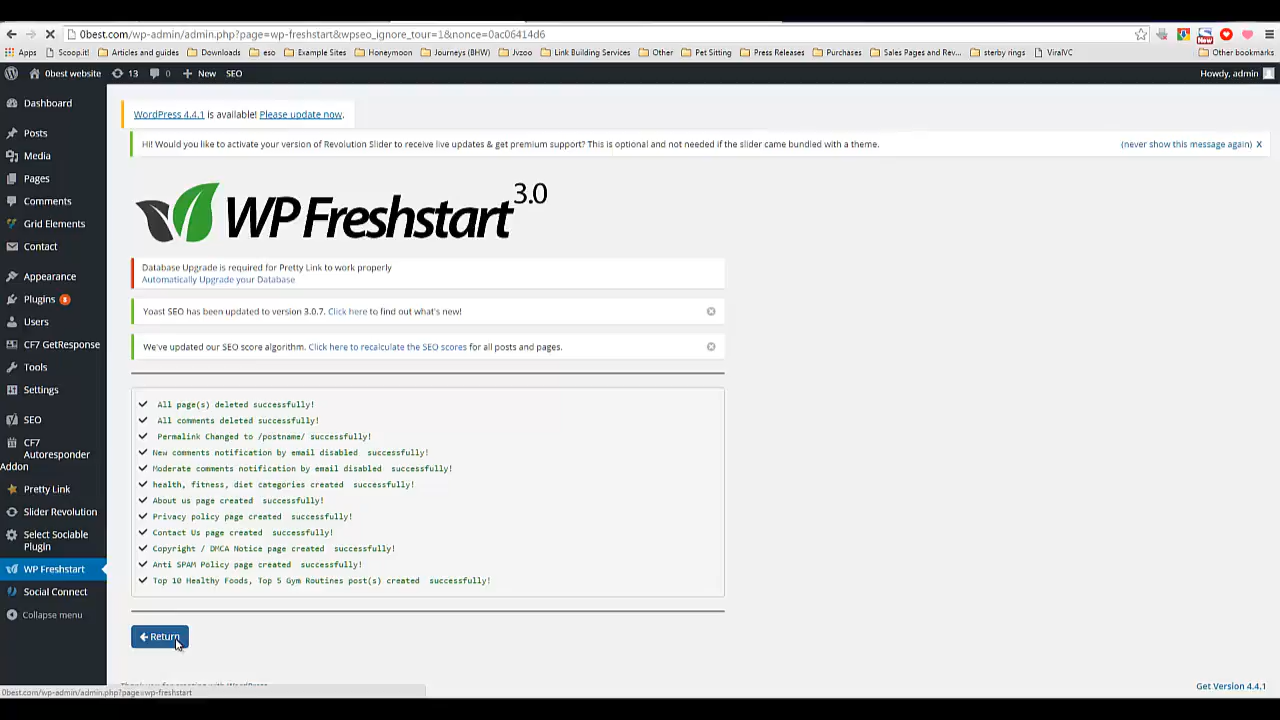 0best.com/wp-admin/admin.php?page=wp-freshstart&wpseo_ignore_tour=1&nonce=0ac06414d6
Apps Scoop.it! Articles and guides Downloads eso Example Sites Honeymoon Journeys (BHW) Jvzoo Link Building Services Other Pet Sitting Press Releases Purchases Sales Pages and Rev... sterby rings ViralVC Other bookmarks
New
0best website 13 0 New SEO Howdy, admin
Dashboard
Posts
Media
Pages
Comments
Grid Elements
Contact
Appearance
Plugins
Users
CF7 GetResponse
Tools
Settings
SEO
CF7
Autoresponder
Addon
Pretty Link
Slider Revolution
Select Sociable
Plugin
WP Freshstart
Social Connect
Collapse menu
WordPress 4.4.1 is available! Please update now.
Hi! Would you like to activate your version of Revolution Slider to receive live updates & get premium support? This is optional and not needed if the slider came bundled with a theme. (never show this message again) X
WP Freshstart 3.0
Database Upgrade is required for Pretty Link to work properly
Automatically Upgrade your Database
Yoast SEO has been updated to version 3.0.7. Click here to find out what's new!
We've updated our SEO score algorithm. Click here to recalculate the SEO scores for all posts and pages.
All page(s) deleted successfully!
All comments deleted successfully!
Permalink Changed to /postname/ successfully!
New comments notification by email disabled successfully!
Moderate comments notification by email disabled successfully!
health, fitness, diet categories created successfully!
About us page created successfully!
Privacy policy page created successfully!
Contact Us page created successfully!
Copyright / DMCA Notice page created successfully!
Anti SPAM Policy page created successfully!
Top 10 Healthy Foods, Top 5 Gym Routines post(s) created successfully!
Return
Thank you for creating with WordPress.
Get Version 4.4.1
0best.com/wp-admin/admin.php?page=wp-freshstart